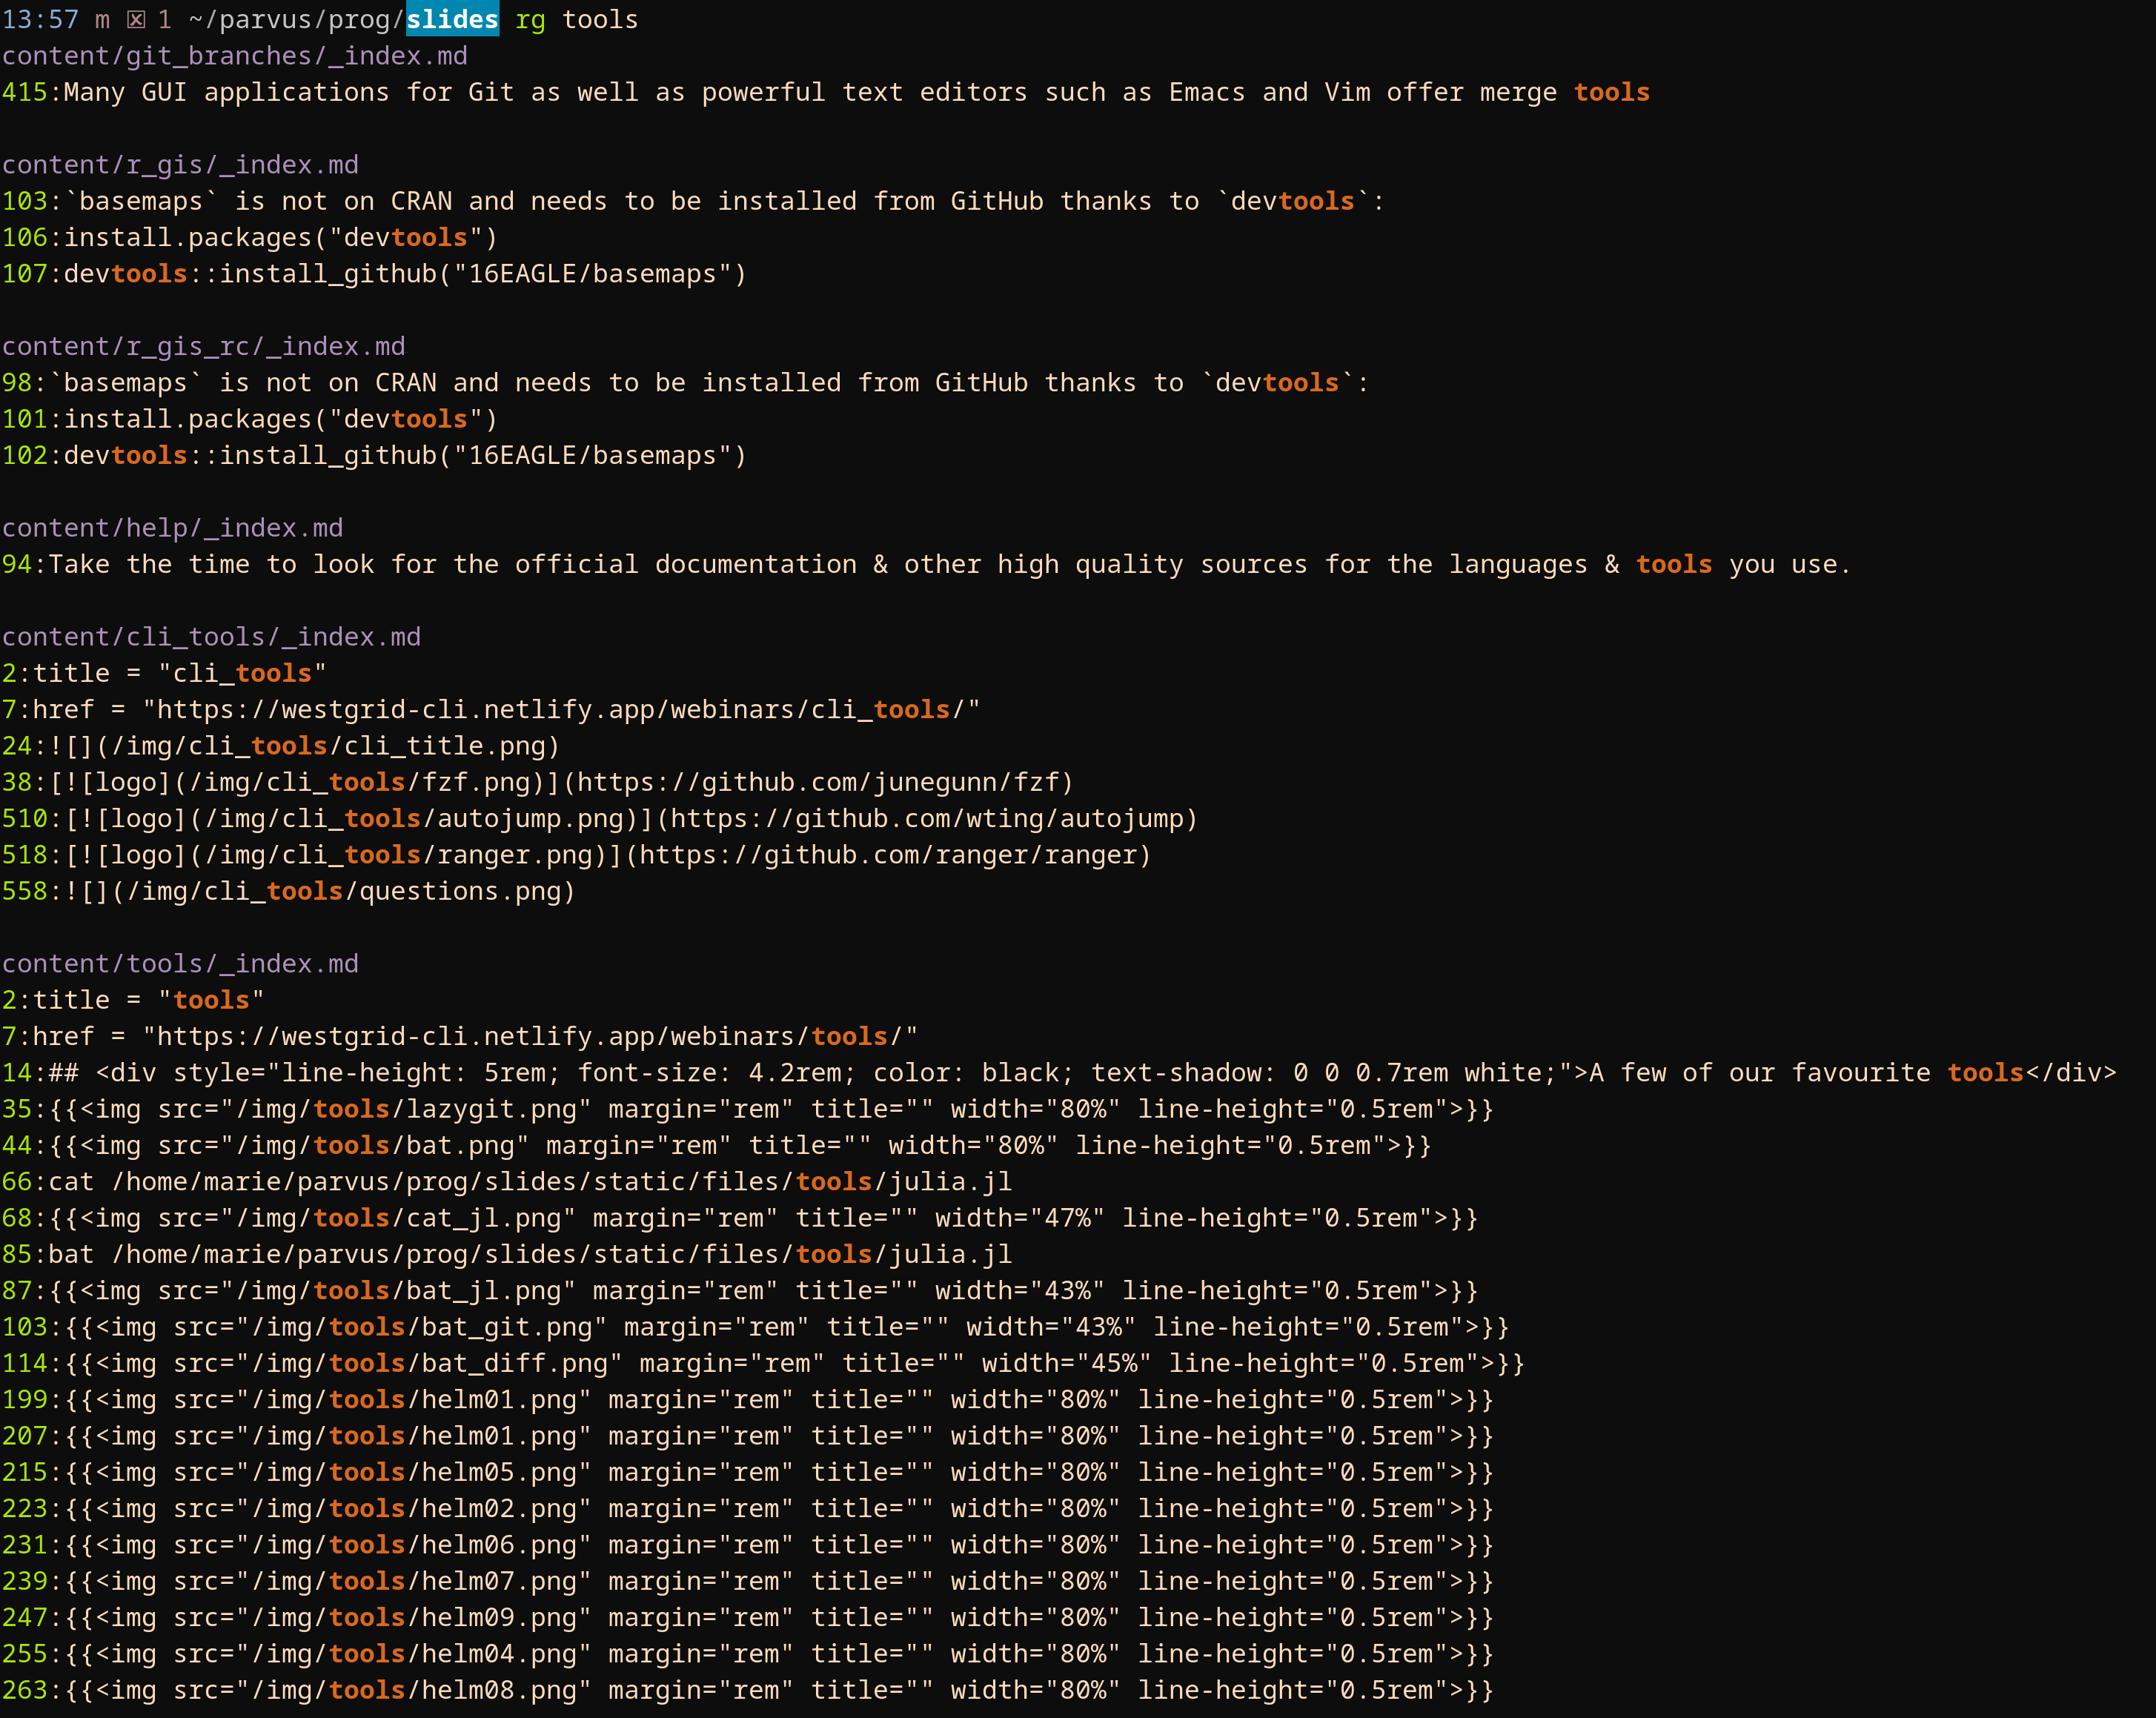 13:57 m ☒ 1 ~/parvus/prog/slides rg tools
content/git_branches/_index.md
415:Many GUI applications for Git as well as powerful text editors such as Emacs and Vim offer merge tools
content/r_gis/_index.md
103:`basemaps` is not on CRAN and needs to be installed from GitHub thanks to `devtools`:
106:install.packages("devtools")
107:devtools::install_github("16EAGLE/basemaps")
content/r_gis_rc/_index.md
98:`basemaps` is not on CRAN and needs to be installed from GitHub thanks to `devtools`:
101:install.packages("devtools")
102:devtools::install_github("16EAGLE/basemaps")
content/help/_index.md
94:Take the time to look for the official documentation & other high quality sources for the languages & tools you use.
content/cli_tools/_index.md
2:title = "cli_tools"
7:href = "https://westgrid-cli.netlify.app/webinars/cli_tools/"
24:![](/img/cli_tools/cli_title.png)
38:[![logo](/img/cli_tools/fzf.png)](https://github.com/junegunn/fzf)
510:[![logo](/img/cli_tools/autojump.png)](https://github.com/wting/autojump)
518:[![logo](/img/cli_tools/ranger.png)](https://github.com/ranger/ranger)
558:![](/img/cli_tools/questions.png)
content/tools/_index.md
2:title = "tools"
7:href = "https://westgrid-cli.netlify.app/webinars/tools/"
14:## <div style="line-height: 5rem; font-size: 4.2rem; color: black; text-shadow: 0 0 0.7rem white;">A few of our favourite tools</div>
35:{{<img src="/img/tools/lazygit.png" margin="rem" title="" width="80%" line-height="0.5rem">}}
44:{{<img src="/img/tools/bat.png" margin="rem" title="" width="80%" line-height="0.5rem">}}
66:cat /home/marie/parvus/prog/slides/static/files/tools/julia.jl
68:{{<img src="/img/tools/cat_jl.png" margin="rem" title="" width="47%" line-height="0.5rem">}}
85:bat /home/marie/parvus/prog/slides/static/files/tools/julia.jl
87:{{<img src="/img/tools/bat_jl.png" margin="rem" title="" width="43%" line-height="0.5rem">}}
103:{{<img src="/img/tools/bat_git.png" margin="rem" title="" width="43%" line-height="0.5rem">}}
114:{{<img src="/img/tools/bat_diff.png" margin="rem" title="" width="45%" line-height="0.5rem">}}
199:{{<img src="/img/tools/helm01.png" margin="rem" title="" width="80%" line-height="0.5rem">}}
207:{{<img src="/img/tools/helm01.png" margin="rem" title="" width="80%" line-height="0.5rem">}}
215:{{<img src="/img/tools/helm05.png" margin="rem" title="" width="80%" line-height="0.5rem">}}
223:{{<img src="/img/tools/helm02.png" margin="rem" title="" width="80%" line-height="0.5rem">}}
231:{{<img src="/img/tools/helm06.png" margin="rem" title="" width="80%" line-height="0.5rem">}}
239:{{<img src="/img/tools/helm07.png" margin="rem" title="" width="80%" line-height="0.5rem">}}
247:{{<img src="/img/tools/helm09.png" margin="rem" title="" width="80%" line-height="0.5rem">}}
255:{{<img src="/img/tools/helm04.png" margin="rem" title="" width="80%" line-height="0.5rem">}}
263:{{<img src="/img/tools/helm08.png" margin="rem" title="" width="80%" line-height="0.5rem">}}